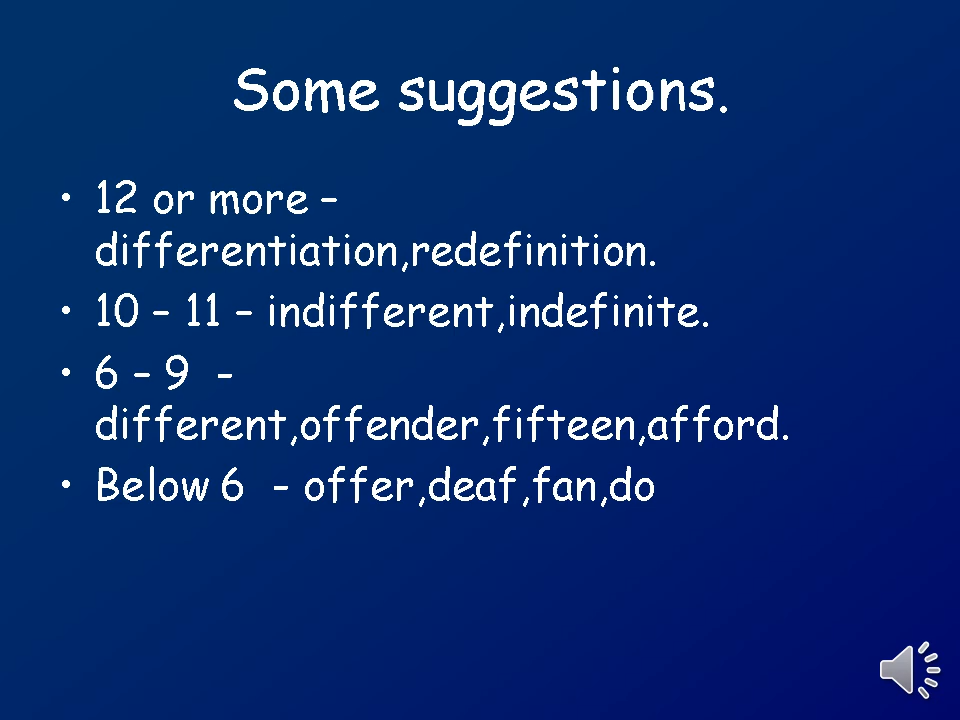 Some suggestions.
• 12 or more –
differentiation,redefinition.
• 10 – 11 – indifferent,indefinite.
• 6 – 9  -
different,offender,fifteen,afford.
• Below 6  - offer,deaf,fan,do